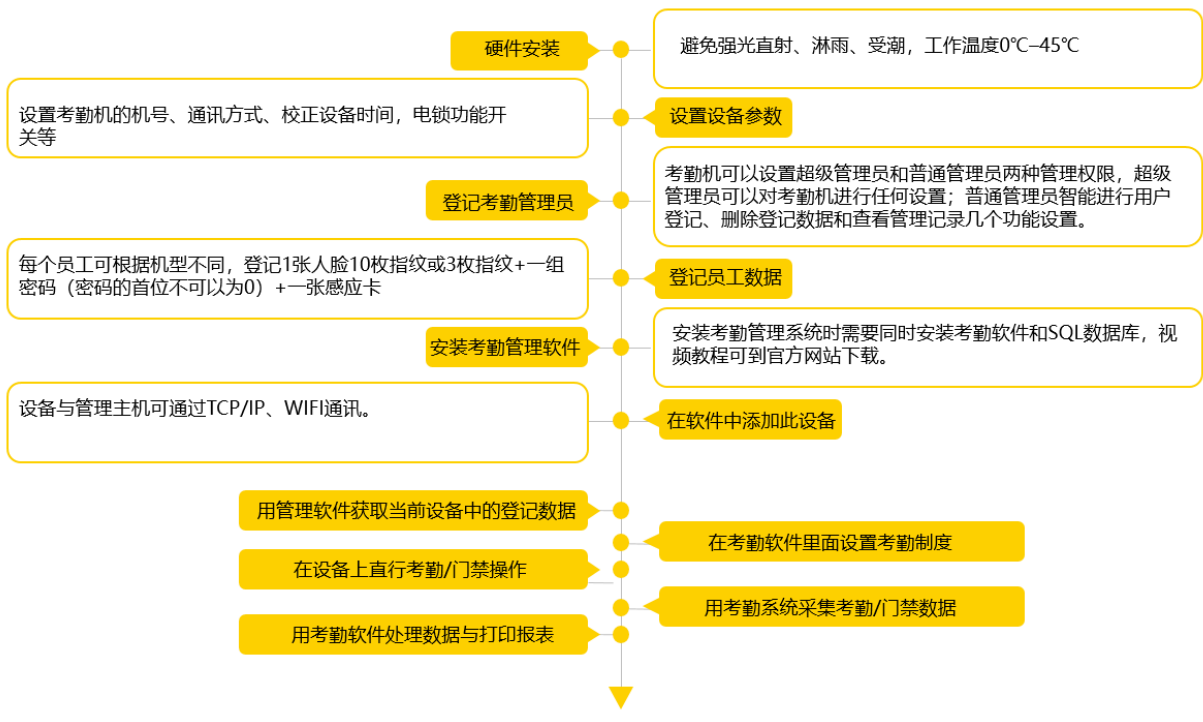 硬件安装
避免强光直射、淋雨、受潮，工作温度0℃–45℃
设置考勤机的机号、通讯方式、校正设备时间，电锁功能开
关等
设置设备参数
登记考勤管理员
考勤机可以设置超级管理员和普通管理员两种管理权限，超级
管理员可以对考勤机进行任何设置；普通管理员智能进行用户
登记、删除登记数据和查看管理记录几个功能设置。
每个员工可根据机型不同，登记1张人脸10枚指纹或3枚指纹+一组
密码（密码的首位不可以为0）+一张感应卡
登记员工数据
安装考勤管理软件
安装考勤管理系统时需要同时安装考勤软件和SQL数据库，视
频教程可到官方网站下载。
设备与管理主机可通过TCP/IP、WIFI通讯。
在软件中添加此设备
用管理软件获取当前设备中的登记数据
在考勤软件里面设置考勤制度
在设备上直行考勤/门禁操作
用考勤系统采集考勤/门禁数据
用考勤软件处理数据与打印报表